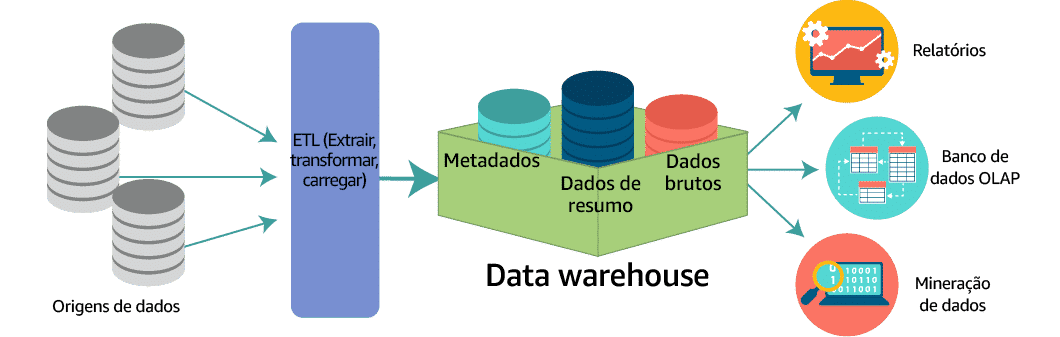 Origens de dados
ETL (Extrair,
transformar,
carregar)
Metadados
Dados de
resumo
Dados
brutos
Data warehouse
Relatórios
Banco de
dados OLAP
0 10001
1 10110
0011001
Mineração
de dados